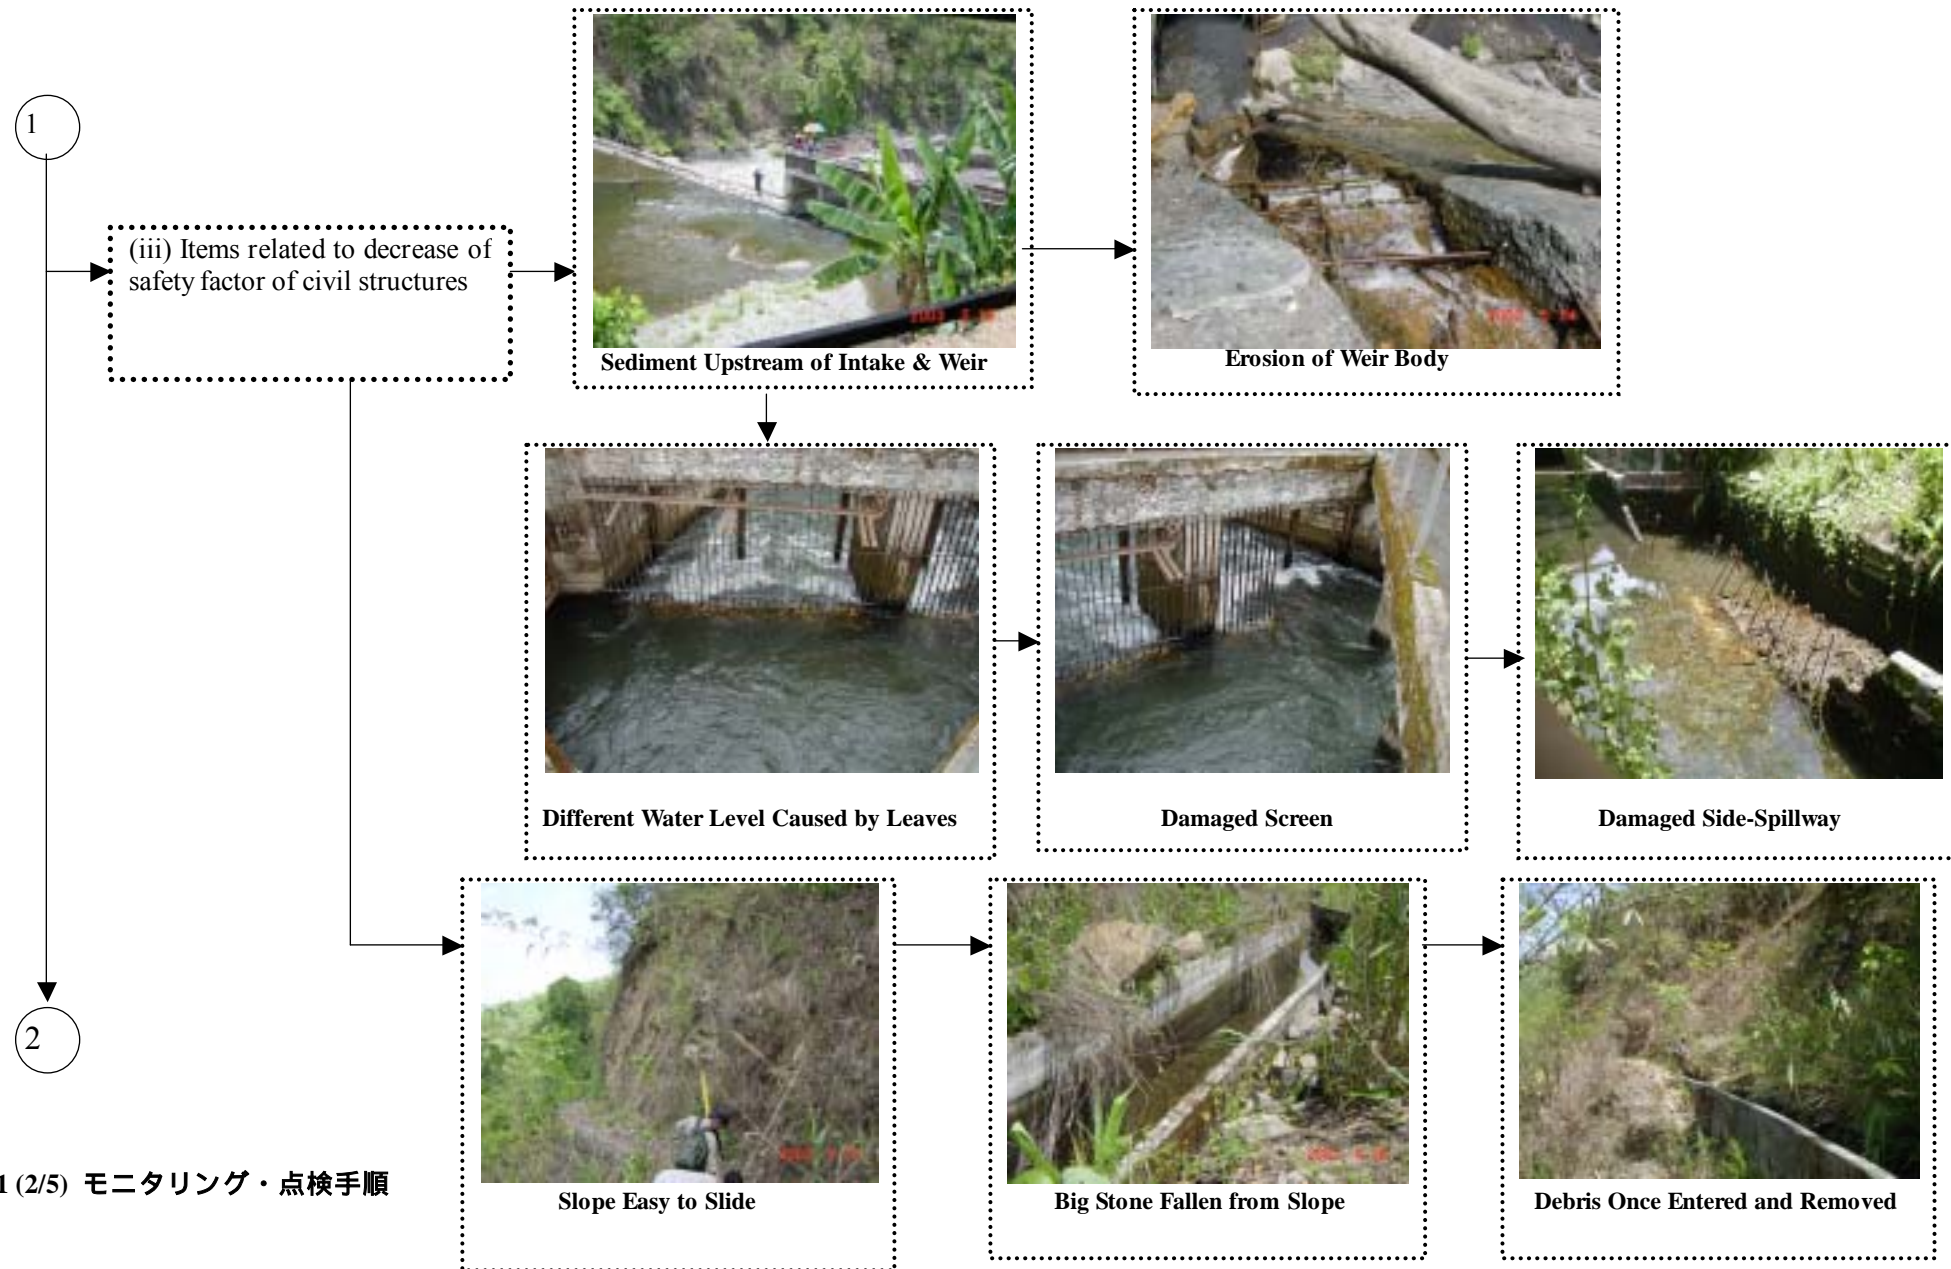 1
(iii) Items related to decrease of
safety factor of civil structures
Sediment Upstream of Intake & Weir
Erosion of Weir Body
Different Water Level Caused by Leaves
Damaged Screen
Damaged Side-Spillway
2
Slope Easy to Slide
Big Stone Fallen from Slope
Debris Once Entered and Removed
1 (2/5) モニタリング・点検手順